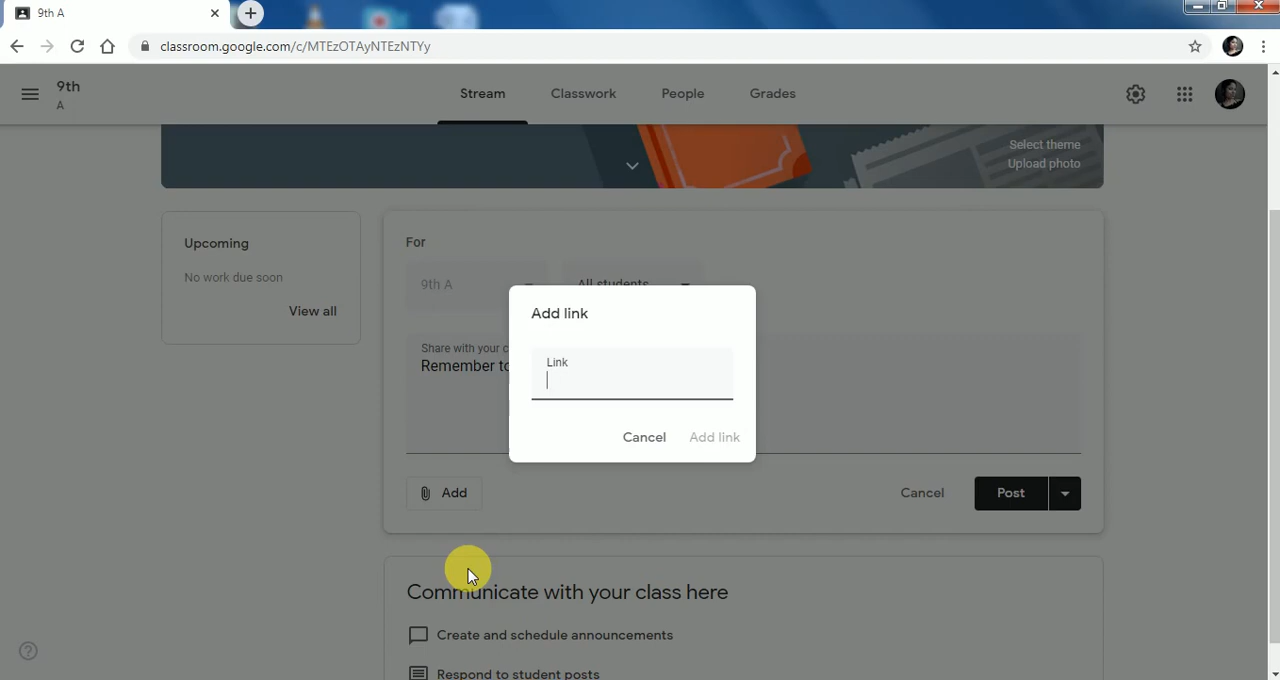 9th A
classroom.google.com/c/MTEzOTAyNTEzNTYy
9th
A
Stream
Classwork
People
Grades
Select theme
Upload photo
Upcoming
No work due soon
View all
For
9th A
All students
Share with your c
Remember to
Add link
Link
Cancel
Add link
Add
Cancel
Post
Communicate with your class here
Create and schedule announcements
Respond to student posts